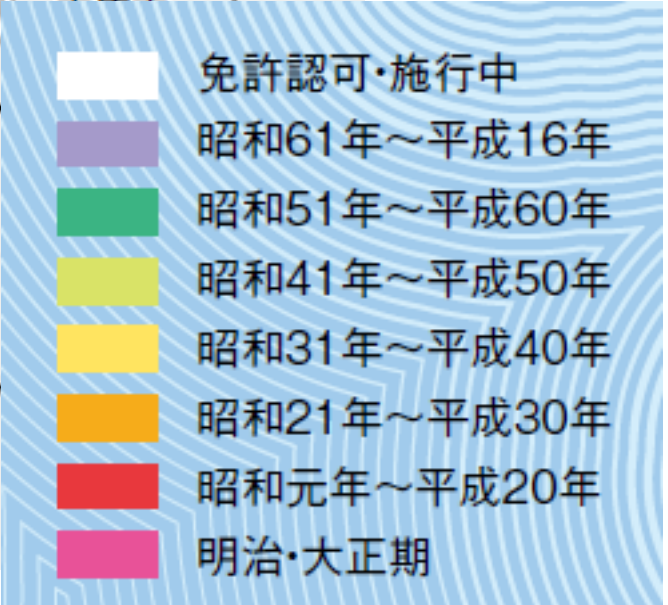 免許認可・施行中
昭和61年～平成16年
昭和51年～平成60年
昭和41年～平成50年
昭和31年～平成40年
昭和21年～平成30年
昭和元年～平成20年
明治・大正期